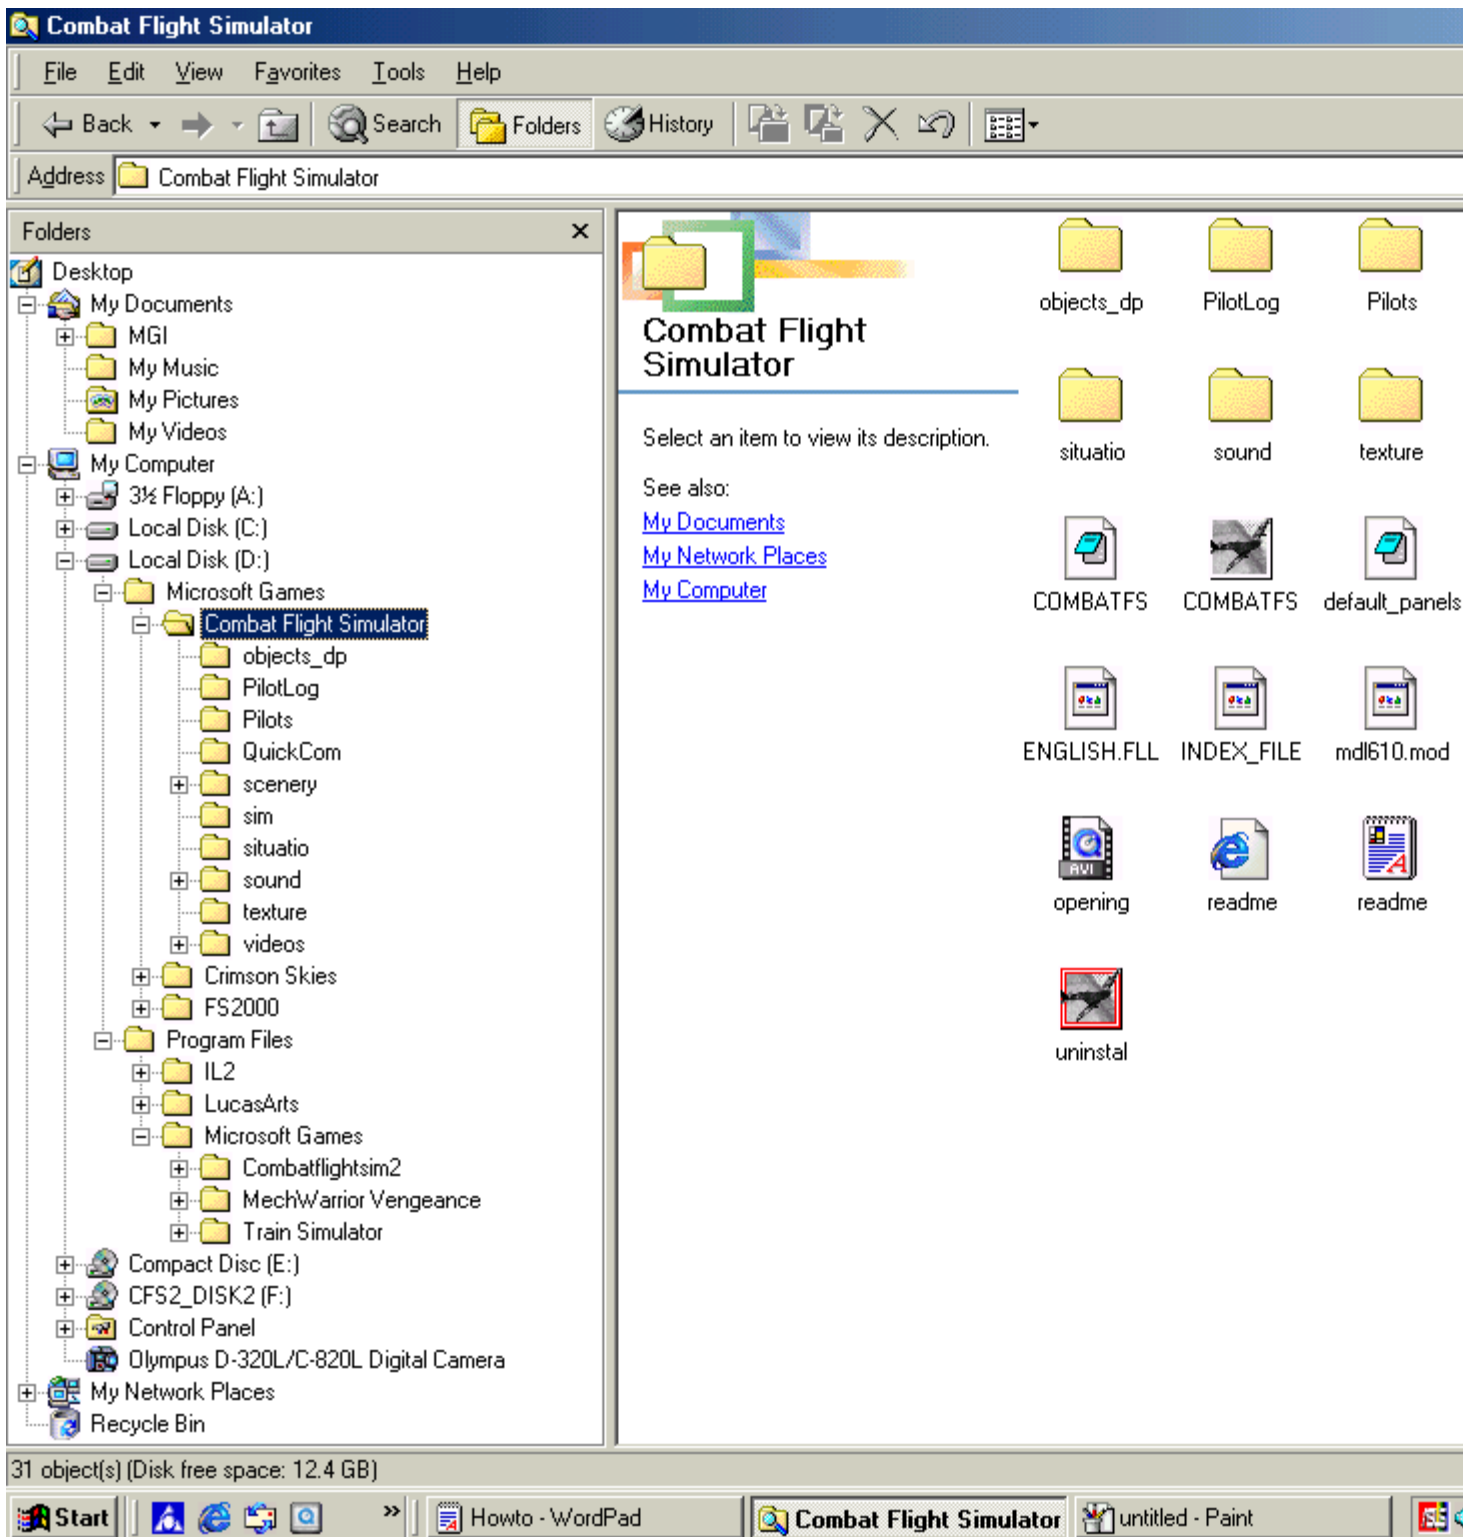 Combat Flight Simulator
File Edit View Favorites Tools Help
Back Search Folders History
Address Combat Flight Simulator
Folders
Desktop
My Documents
MGI
My Music
My Pictures
My Videos
My Computer
3½ Floppy (A:)
Local Disk (C:)
Local Disk (D:)
Microsoft Games
Combat Flight Simulator
objects_dp
PilotLog
Pilots
QuickCom
scenery
sim
situatio
sound
texture
videos
Crimson Skies
FS2000
Program Files
IL2
LucasArts
Microsoft Games
Combatflightsim2
MechWarrior Vengeance
Train Simulator
Compact Disc (E:)
CFS2_DISK2 (F:)
Control Panel
Olympus D-320L/C-820L Digital Camera
My Network Places
Recycle Bin
Combat Flight
Simulator
Select an item to view its description.
See also:
My Documents
My Network Places
My Computer
objects_dp PilotLog Pilots
situatio sound texture
COMBATFS COMBATFS default_panels
ENGLISH.FLL INDEX_FILE mdl610.mod
AVI
opening readme readme
uninstal
31 object(s) (Disk free space: 12.4 GB)
Start » Howto - WordPad Combat Flight Simulator untitled - Paint